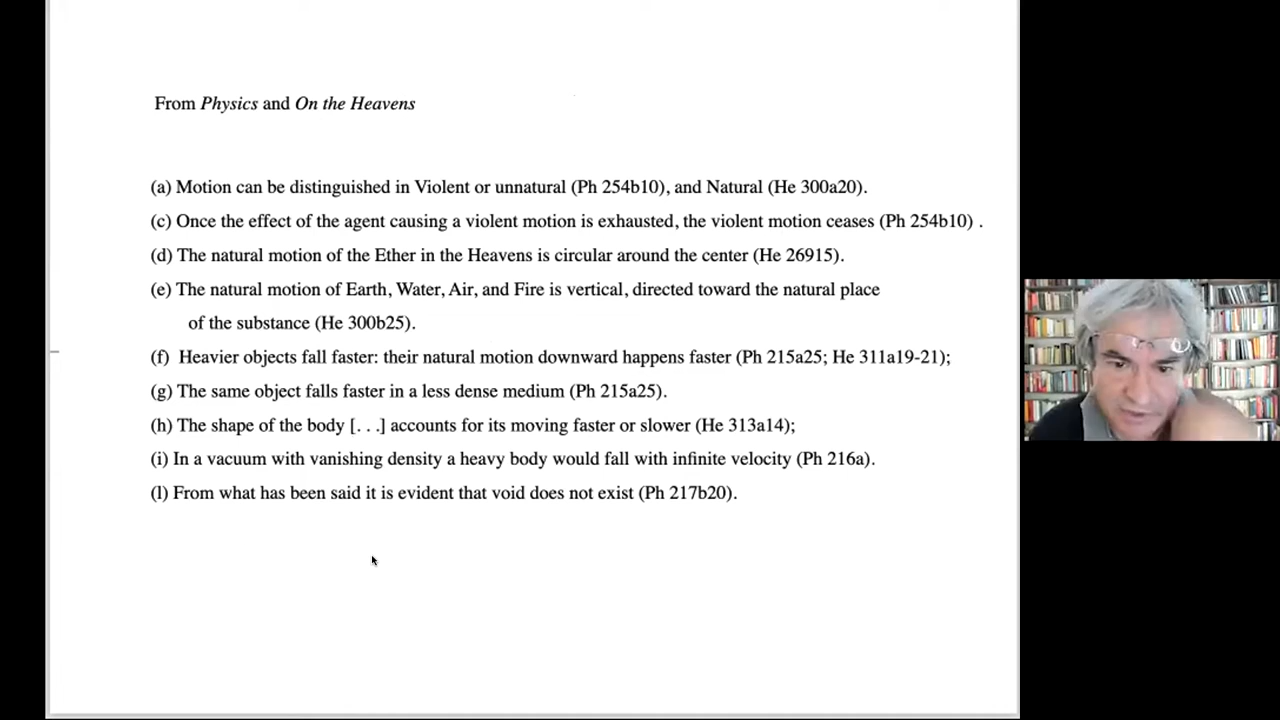 From Physics and On the Heavens
(a) Motion can be distinguished in Violent or unnatural (Ph 254b10), and Natural (He 300a20).
(c) Once the effect of the agent causing a violent motion is exhausted, the violent motion ceases (Ph 254b10) .
(d) The natural motion of the Ether in the Heavens is circular around the center (He 26915).
(e) The natural motion of Earth, Water, Air, and Fire is vertical, directed toward the natural place
of the substance (He 300b25).
(f) Heavier objects fall faster: their natural motion downward happens faster (Ph 215a25; He 311a19-21);
(g) The same object falls faster in a less dense medium (Ph 215a25).
(h) The shape of the body [. . .] accounts for its moving faster or slower (He 313a14);
(i) In a vacuum with vanishing density a heavy body would fall with infinite velocity (Ph 216a).
(l) From what has been said it is evident that void does not exist (Ph 217b20).